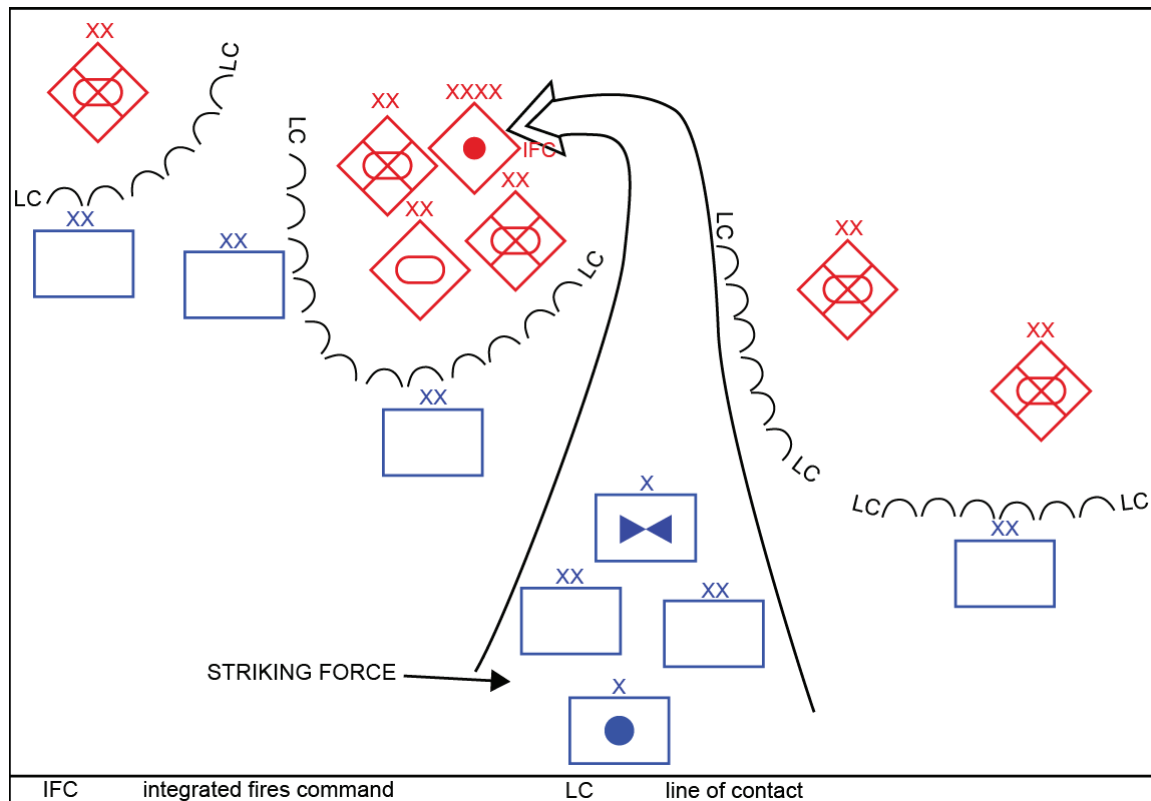 XX
LC
LC
XX
XX
LC
XX
XXXX
IFC
XX
XX
LC
XX
LC
XX
XX
LC
LC
LC
XX
X
XX
XX
STRIKING FORCE
X
IFC integrated fires command LC line of contact